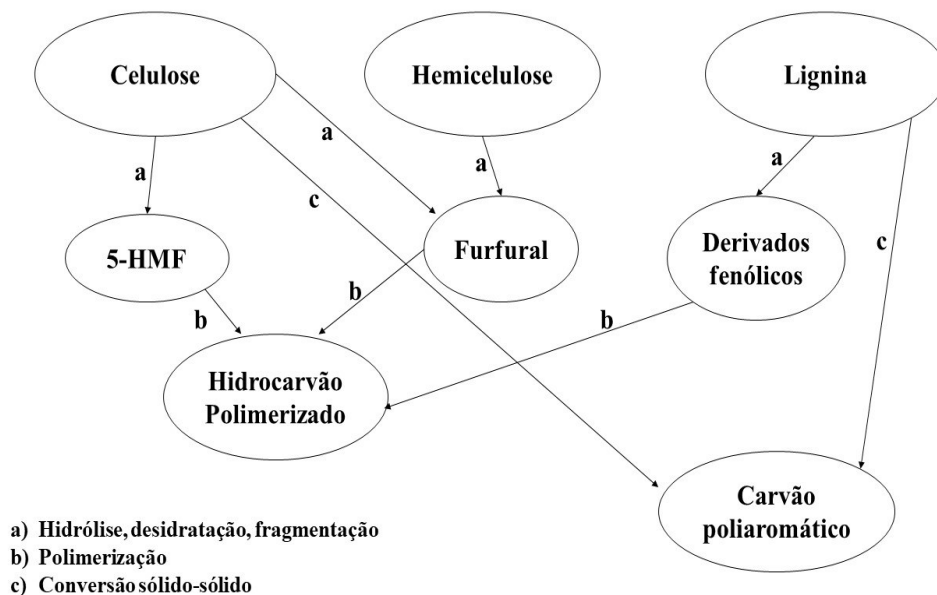 Celulose
Hemicelulose
Lignina
a
a
a
a
c
c
5-HMF
Furfural
Derivados
fenólicos
b
b
b
Hidrocarvão
Polimerizado
Carvão
poliaromático
a) Hidrólise, desidratação, fragmentação
b) Polimerização
c) Conversão sólido-sólido